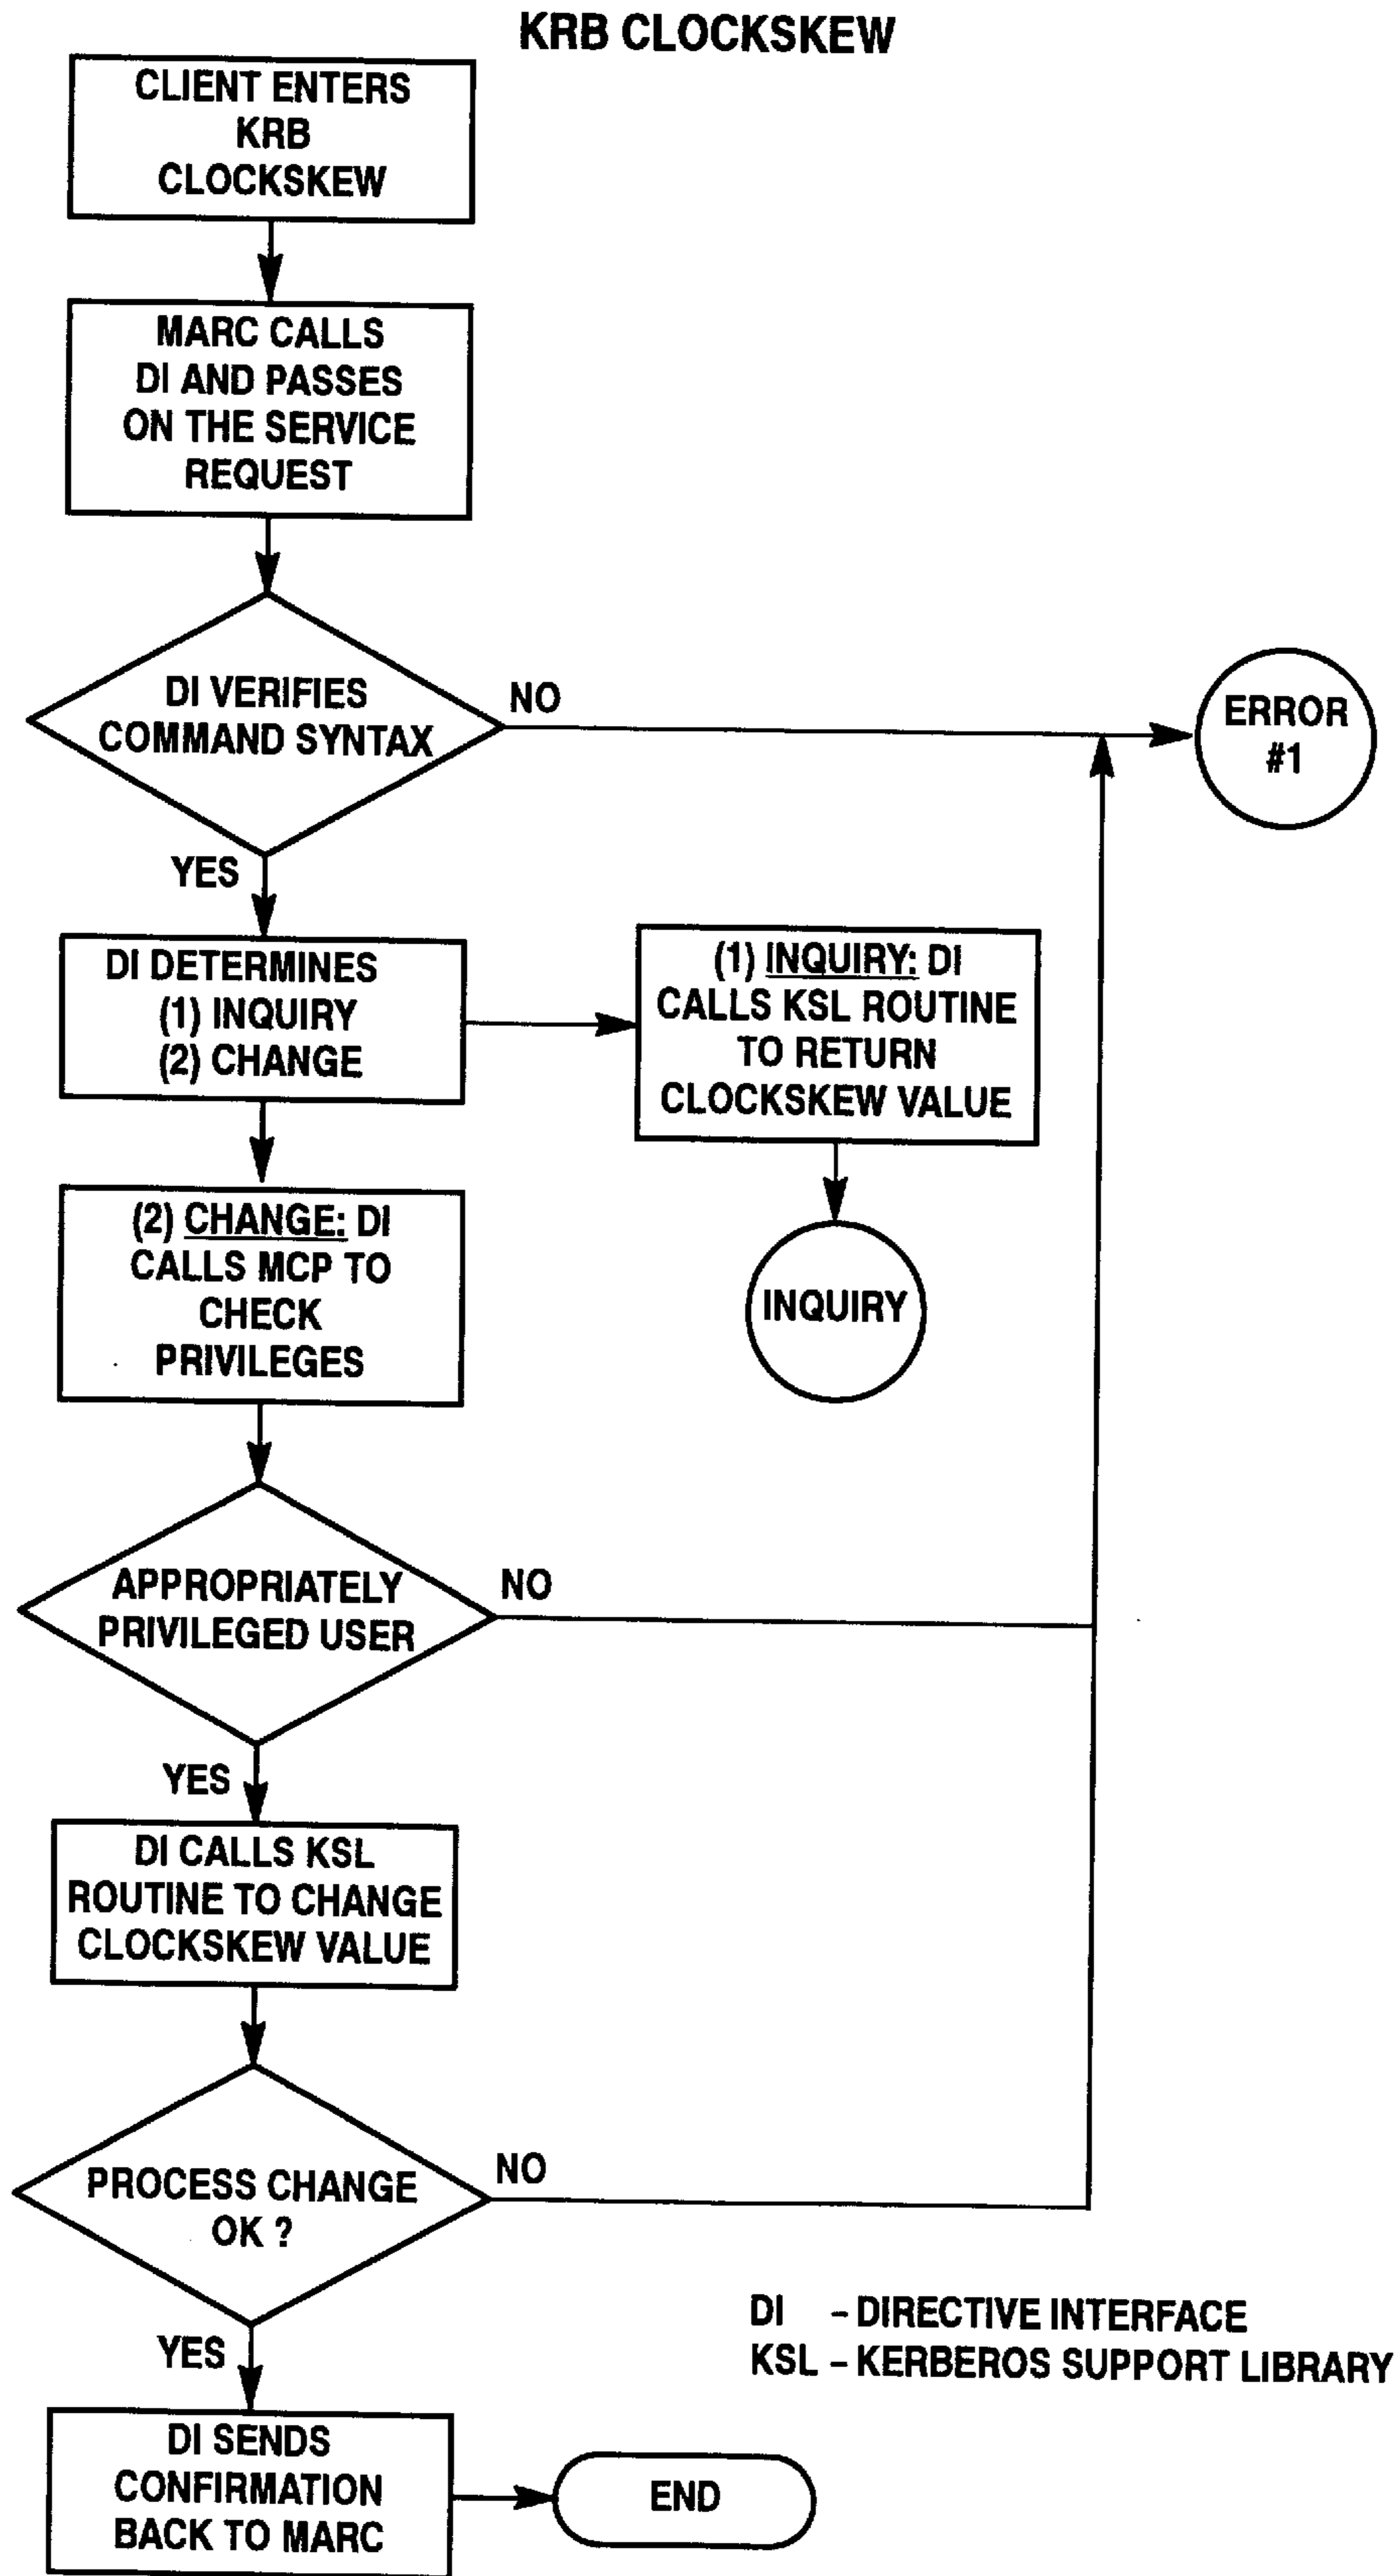 KRB CLOCKSKEW
CLIENT ENTERS
KRB
CLOCKSKEW
MARC CALLS
DI AND PASSES
ON THE SERVICE
REQUEST
DI VERIFIES
COMMAND SYNTAX
NO
ERROR
#1
YES
DI DETERMINES
(1) INQUIRY
(2) CHANGE
(1) INQUIRY: DI
CALLS KSL ROUTINE
TO RETURN
CLOCKSKEW VALUE
INQUIRY
(2) CHANGE: DI
CALLS MCP TO
CHECK
PRIVILEGES
APPROPRIATELY
PRIVILEGED USER
NO
YES
DI CALLS KSL
ROUTINE TO CHANGE
CLOCKSKEW VALUE
PROCESS CHANGE
OK ?
NO
YES
DI – DIRECTIVE INTERFACE
KSL – KERBEROS SUPPORT LIBRARY
DI SENDS
CONFIRMATION
BACK TO MARC
END